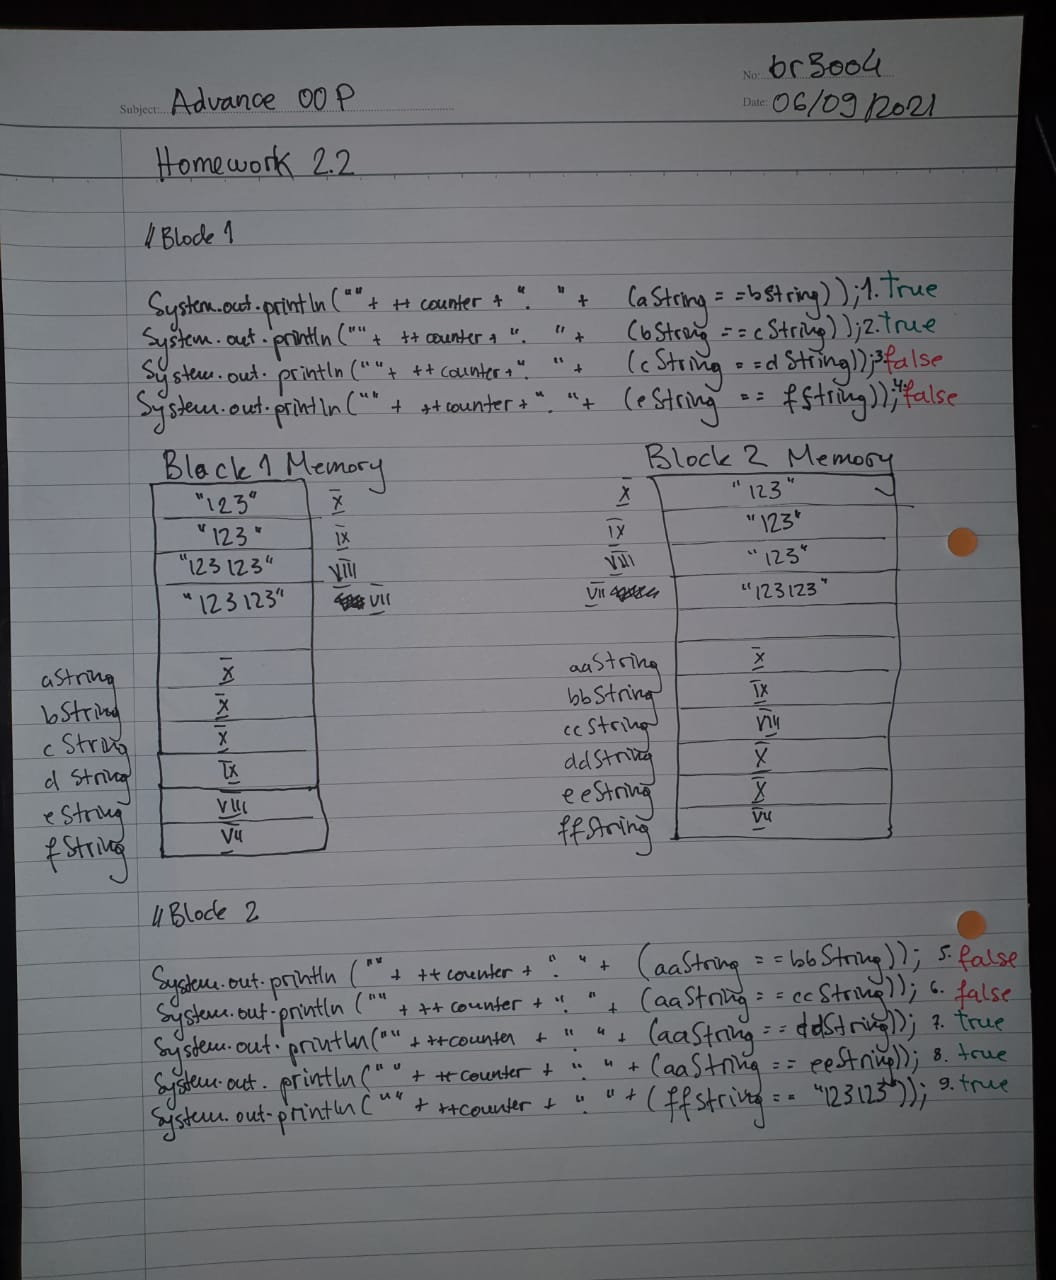 No: br3004
Subject: Advance OOP
Date: 06/09/2021
Homework 2.2
// Block 1
System.out.println(""+ ++ counter + ". " + (aString = =bString)); 1. True
System.out.println(""+ ++ counter + ". " + (bString == cString)); 2. True
System.out.println(""+ ++ counter +". " + (cString ==d String)); 3. false
System.out.println("" + ++counter +". "+ (eString == fString)); 4. false
Block 1 Memory
"123" X
"123" IX
"123 123" VIII
"123 123" VII
aString X
bString X
cString X
d String IX
eString VIII
fString VII
Block 2 Memory
X "123"
IX "123"
VIII "123"
VII "123123"
aaString X
bbString IX
ccString VIII
ddString X
eeString X
ffString VII
// Block 2
System.out.println (""+ ++ counter + ". " + (aaString = =bbString)); 5. false
System.out.println ("" + ++ counter + ". " + (aaString == ccString)); 6. false
System.out.println("" + ++counter + ". " + (aaString == ddString)); 7. true
System.out.println("" + ++ counter + ". " + (aaString == eeString)); 8. true
System.out.println("" + ++counter + ". " + (ffString == "123123")); 9. true